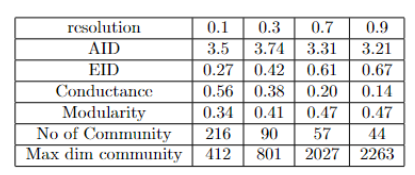 resolution 0.1 0.3 0.7 0.9
AID 3.5 3.74 3.31 3.21
EID 0.27 0.42 0.61 0.67
Conductance 0.56 0.38 0.20 0.14
Modularity 0.34 0.41 0.47 0.47
No of Community 216 90 57 44
Max dim community 412 801 2027 2263